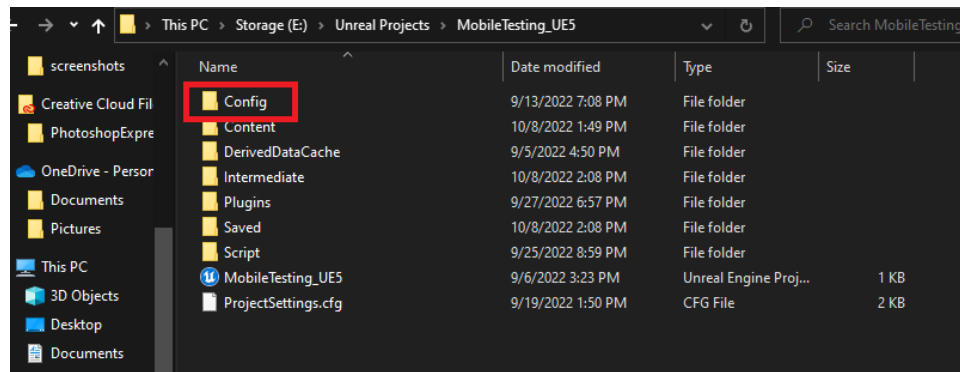 This PC > Storage (E:) > Unreal Projects > MobileTesting_UE5
Search MobileTesting
screenshots
Creative Cloud Fil
PhotoshopExpre
OneDrive - Person
Documents
Pictures
This PC
3D Objects
Desktop
Documents
Name Date modified Type Size
Config 9/13/2022 7:08 PM File folder
Content 10/8/2022 1:49 PM File folder
DerivedDataCache 9/5/2022 4:50 PM File folder
Intermediate 10/8/2022 2:08 PM File folder
Plugins 9/27/2022 6:57 PM File folder
Saved 10/8/2022 2:08 PM File folder
Script 9/25/2022 8:59 PM File folder
MobileTesting_UE5 9/6/2022 3:23 PM Unreal Engine Proj... 1 KB
ProjectSettings.cfg 9/19/2022 1:50 PM CFG File 2 KB